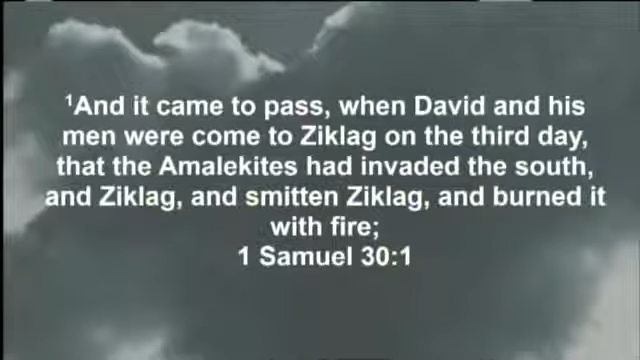 ¹And it came to pass, when David and his
men were come to Ziklag on the third day,
that the Amalekites had invaded the south,
and Ziklag, and smitten Ziklag, and burned it
with fire;
1 Samuel 30:1